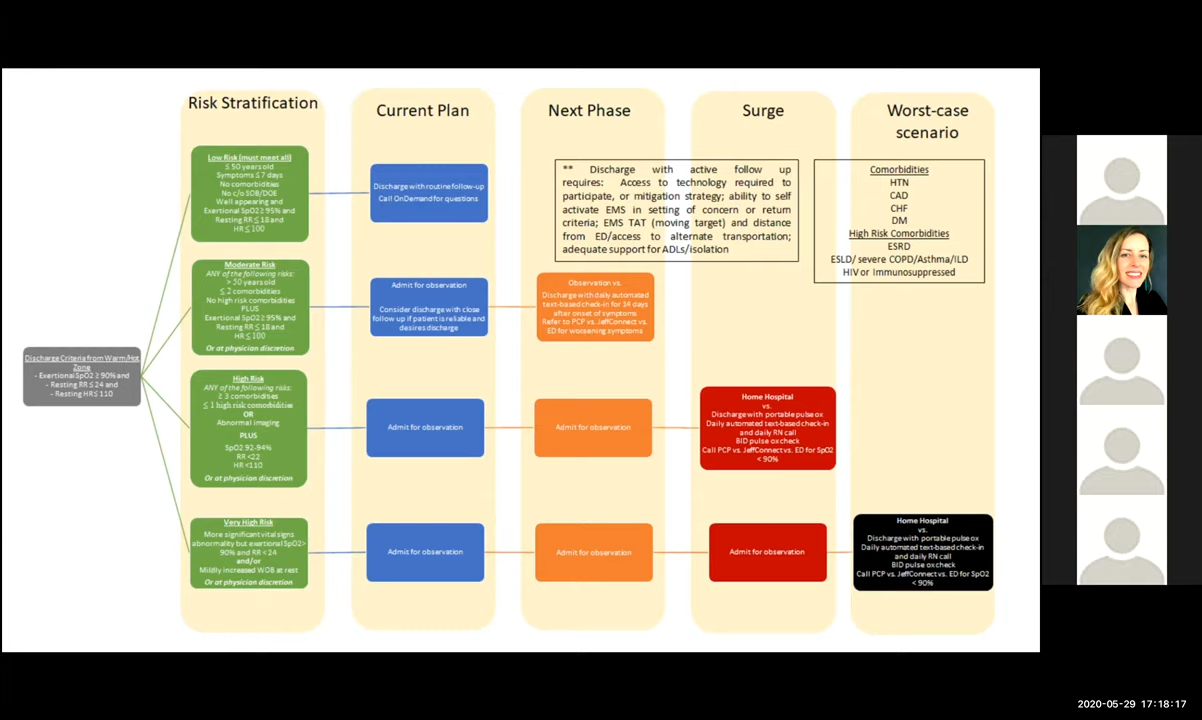 Risk Stratification
Current Plan
Next Phase
Surge
Worst-case
scenario
Discharge Criteria from Warm/Hot
Zone
- Exertional SpO2 ≥ 90% and
- Resting RR ≤ 24 and
- Resting HR ≤ 110
Low Risk (must meet all)
≤ 50 years old
Symptoms ≤ 7 days
No comorbidities
No c/o SOB/DOE
Well appearing and
Exertional SpO2 ≥ 95% and
Resting RR ≤ 18 and
HR ≤ 100
Discharge with routine follow-up
Call OnDemand for questions
** Discharge with active follow up
requires: Access to technology required to
participate, or mitigation strategy; ability to self
activate EMS in setting of concern or return
criteria; EMS TAT (moving target) and distance
from ED/access to alternate transportation;
adequate support for ADLs/isolation
Comorbidities
HTN
CAD
CHF
DM
High Risk Comorbidities
ESRD
ESLD/ severe COPD/Asthma/ILD
HIV or Immunosuppressed
Moderate Risk
ANY of the following risks:
> 50 years old
≤ 2 comorbidities
No high risk comorbidities
PLUS
Exertional SpO2 ≥ 95% and
Resting RR ≤ 18 and
HR ≤ 100
Or at physician discretion
Admit for observation
Consider discharge with close
follow up if patient is reliable and
desires discharge
Observation vs.
Discharge with daily automated
text-based check-in for 14 days
after onset of symptoms
Refer to PCP vs. JeffConnect vs.
ED for worsening symptoms
High Risk
ANY of the following risks:
≥ 3 comorbidities
≤ 1 high risk comorbidities
OR
Abnormal imaging
PLUS
SpO2 92-94%
RR <22
HR <110
Or at physician discretion
Admit for observation
Admit for observation
Home Hospital
vs.
Discharge with portable pulse ox
Daily automated text-based check-in
and daily RN call
BID pulse ox check
Call PCP vs. JeffConnect vs. ED for SpO2
< 90%
Very High Risk
More significant vital signs
abnormality but exertional SpO2>
90% and RR < 24
and/or
Mildly increased WOB at rest
Or at physician discretion
Admit for observation
Admit for observation
Admit for observation
Home Hospital
vs.
Discharge with portable pulse ox
Daily automated text-based check-in
and daily RN call
BID pulse ox check
Call PCP vs. JeffConnect vs. ED for SpO2
< 90%
2020-05-29 17:18:17